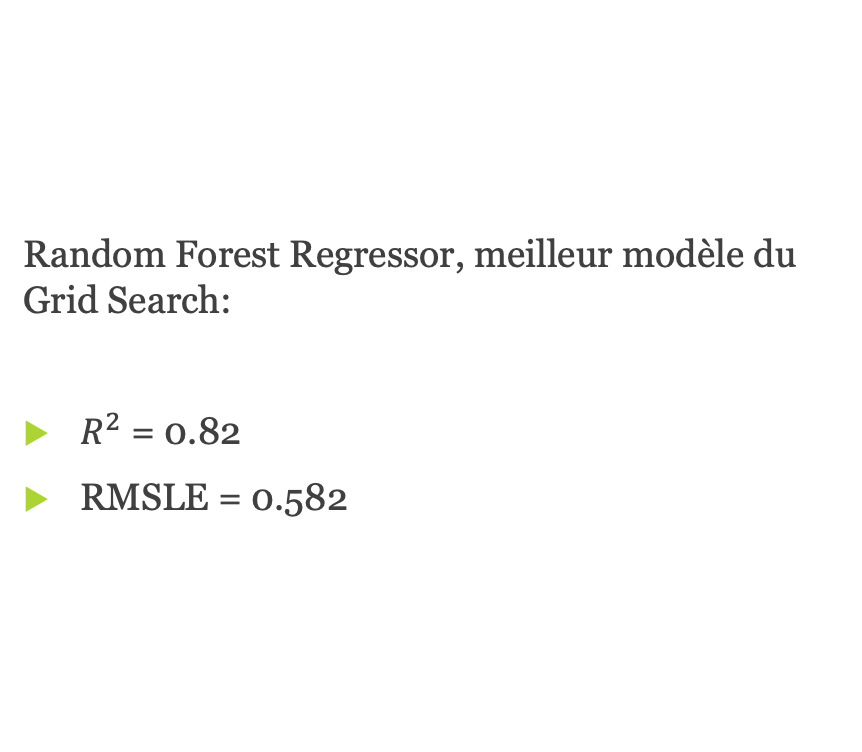 Random Forest Regressor, meilleur modèle du
Grid Search:
R² = 0.82
RMSLE = 0.582